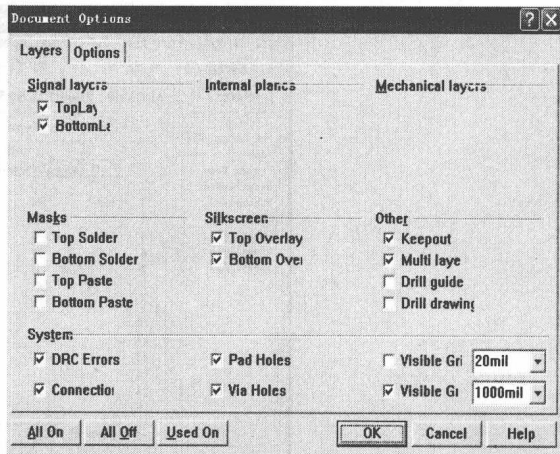 Document Options
Layers Options
Signal layers Internal planes Mechanical layers
TopLay
BottomLa
Masks Silkscreen Other
Top Solder Top Overlay Keepout
Bottom Solder Bottom Over Multi laye
Top Paste Drill guide
Bottom Paste Drill drawing
System
DRC Errors Pad Holes Visible Gri 20mil
Connection Via Holes Visible Gr 1000mil
All On All Off Used On OK Cancel Help